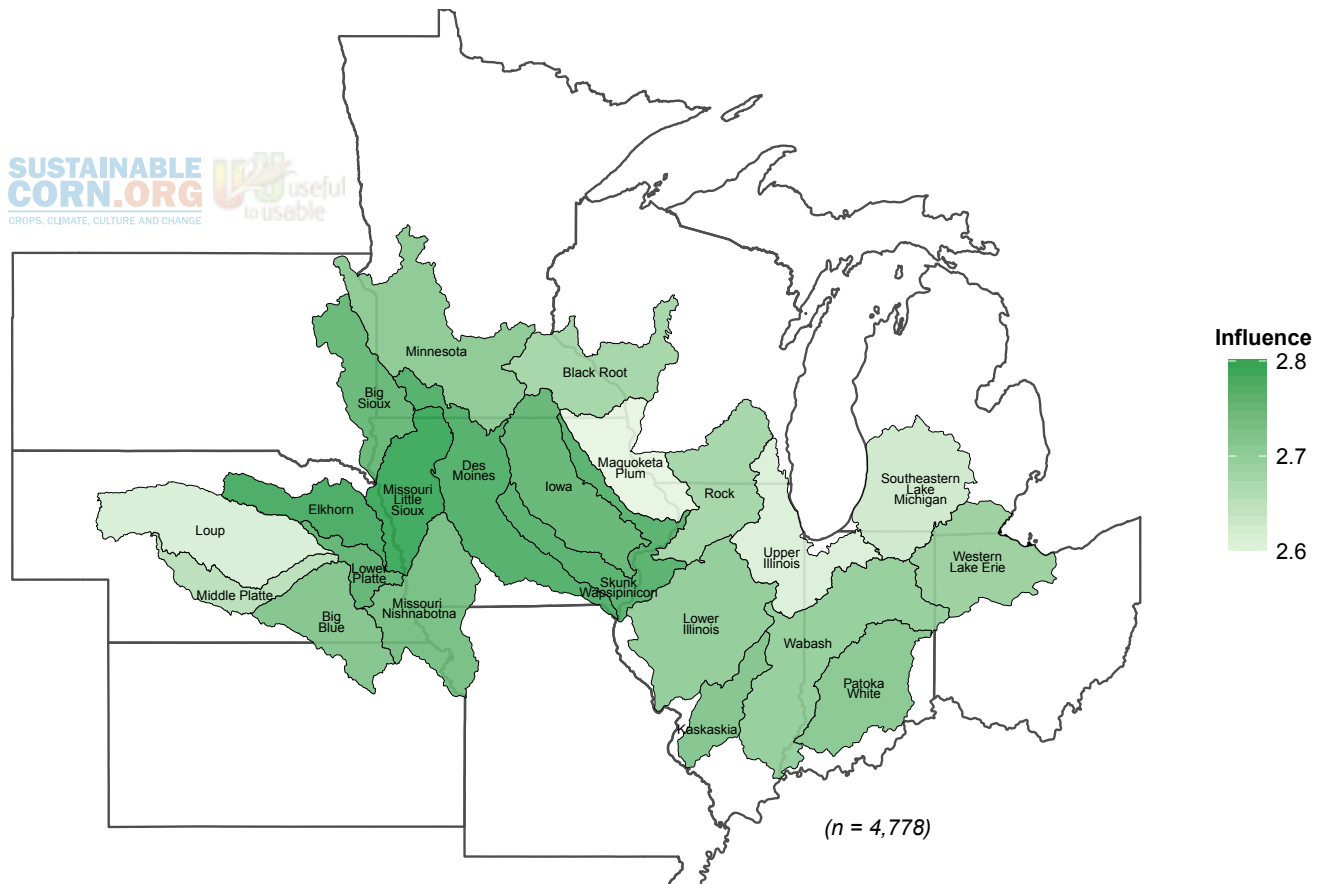 SUSTAINABLE
CORN.ORG
CROPS, CLIMATE, CULTURE AND CHANGE
U2U useful
to usable
Minnesota
Black Root
Big
Sioux
Influence
2.8
2.7
2.6
Des
Moines
Maquoketa
Plum
Iowa
Missouri
Little
Sioux
Rock
Southeastern
Lake
Michigan
Elkhorn
Loup
Upper
Illinois
Western
Lake Erie
Lower
Platte
Middle Platte
Skunk
Wapsipinicon
Missouri
Nishnabotna
Big
Blue
Lower
Illinois
Wabash
Patoka
White
Kaskaskia
(n = 4,778)